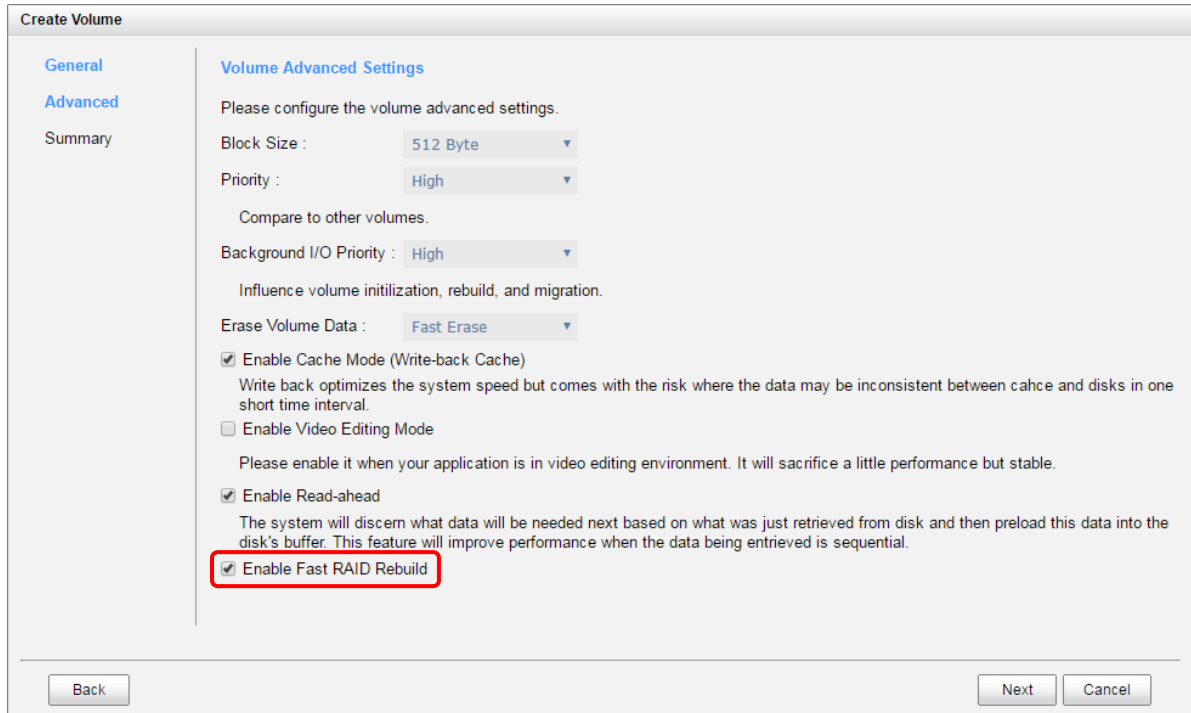 Create Volume
General
Advanced
Summary
Volume Advanced Settings
Please configure the volume advanced settings.
Block Size : 512 Byte
Priority : High
Compare to other volumes.
Background I/O Priority : High
Influence volume initilization, rebuild, and migration.
Erase Volume Data : Fast Erase
Enable Cache Mode (Write-back Cache)
Write back optimizes the system speed but comes with the risk where the data may be inconsistent between cahce and disks in one
short time interval.
Enable Video Editing Mode
Please enable it when your application is in video editing environment. It will sacrifice a little performance but stable.
Enable Read-ahead
The system will discern what data will be needed next based on what was just retrieved from disk and then preload this data into the
disk's buffer. This feature will improve performance when the data being entrieved is sequential.
Enable Fast RAID Rebuild
Back Next Cancel